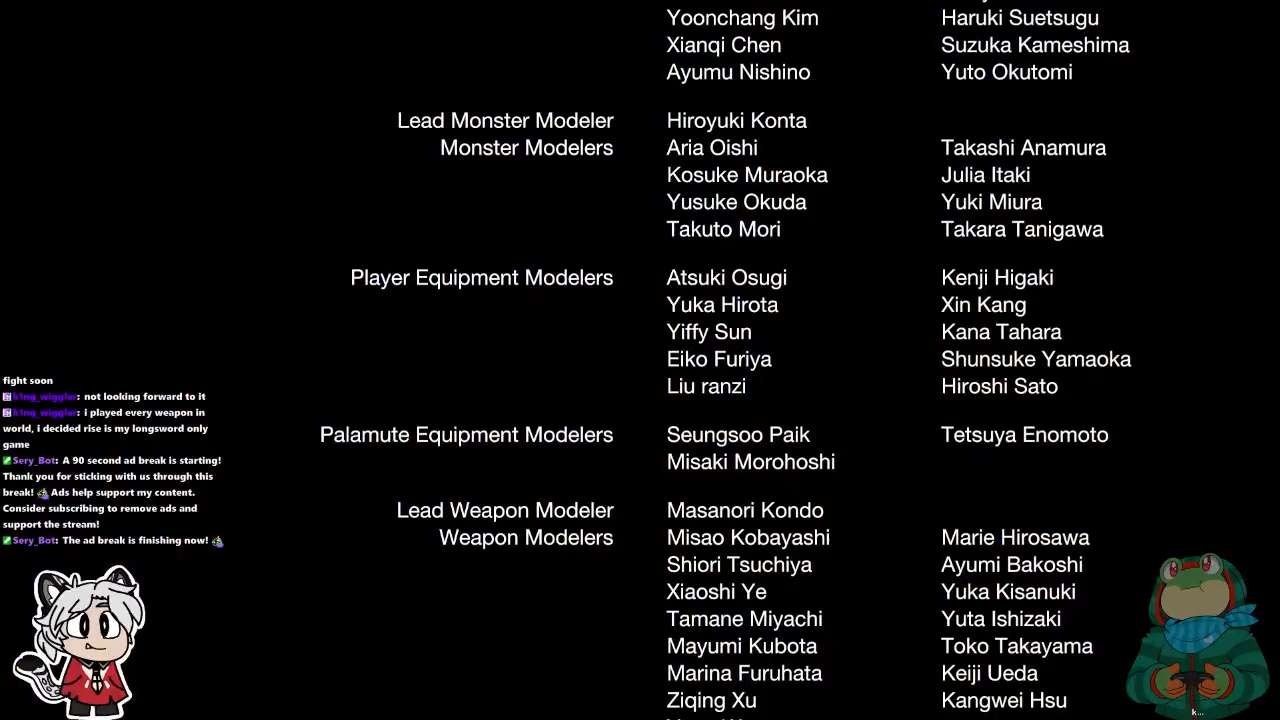 Yoonchang Kim Haruki Suetsugu
Xianqi Chen Suzuka Kameshima
Ayumu Nishino Yuto Okutomi
Lead Monster Modeler Hiroyuki Konta
Monster Modelers Aria Oishi Takashi Anamura
Kosuke Muraoka Julia Itaki
Yusuke Okuda Yuki Miura
Takuto Mori Takara Tanigawa
Player Equipment Modelers Atsuki Osugi Kenji Higaki
Yuka Hirota Xin Kang
Yiffy Sun Kana Tahara
Eiko Furiya Shunsuke Yamaoka
Liu ranzi Hiroshi Sato
Palamute Equipment Modelers Seungsoo Paik Tetsuya Enomoto
Misaki Morohoshi
Lead Weapon Modeler Masanori Kondo
Weapon Modelers Misao Kobayashi Marie Hirosawa
Shiori Tsuchiya Ayumi Bakoshi
Xiaoshi Ye Yuka Kisanuki
Tamane Miyachi Yuta Ishizaki
Mayumi Kubota Toko Takayama
Marina Furuhata Keiji Ueda
Ziqing Xu Kangwei Hsu
fight soon
k1ng_wiggler: not looking forward to it
k1ng_wiggler: i played every weapon in
world, i decided rise is my longsword only
game
Sery_Bot: A 90 second ad break is starting!
Thank you for sticking with us through this
break! Ads help support my content.
Consider subscribing to remove ads and
support the stream!
Sery_Bot: The ad break is finishing now!
k...